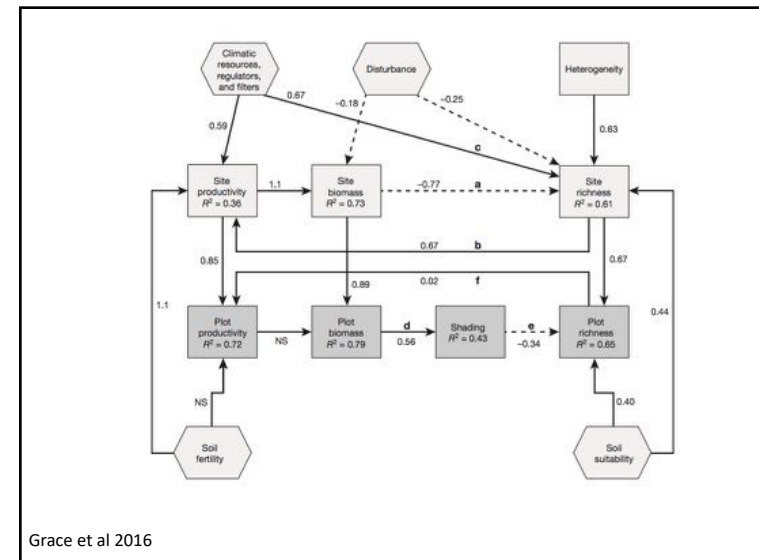 Climatic
resources,
regulators,
and filters
Disturbance
Heterogeneity
0.67
−0.18
−0.25
0.59
0.63
c
Site
productivity
R² = 0.36
1.1
Site
biomass
R² = 0.73
−0.77
a
Site
richness
R² = 0.61
0.67
b
0.85
0.67
0.02
f
0.89
1.1
0.44
Plot
productivity
R² = 0.72
NS
Plot
biomass
R² = 0.79
d
0.56
Shading
R² = 0.43
e
−0.34
Plot
richness
R² = 0.65
NS
0.40
Soil
fertility
Soil
suitability
Grace et al 2016